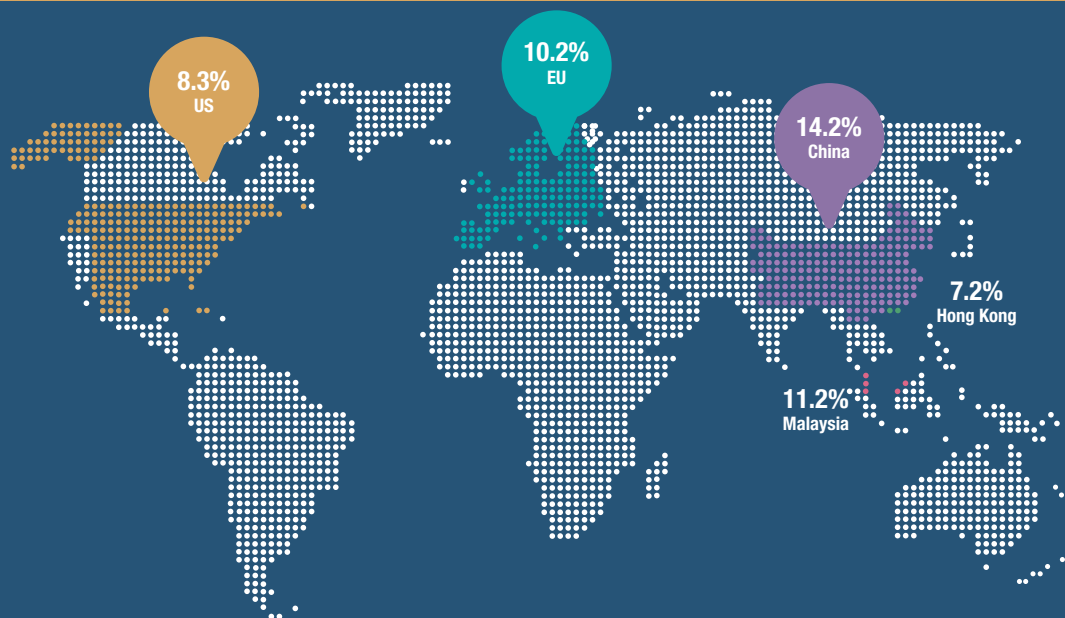 8.3%
US
10.2%
EU
14.2%
China
7.2%
Hong Kong
11.2%
Malaysia